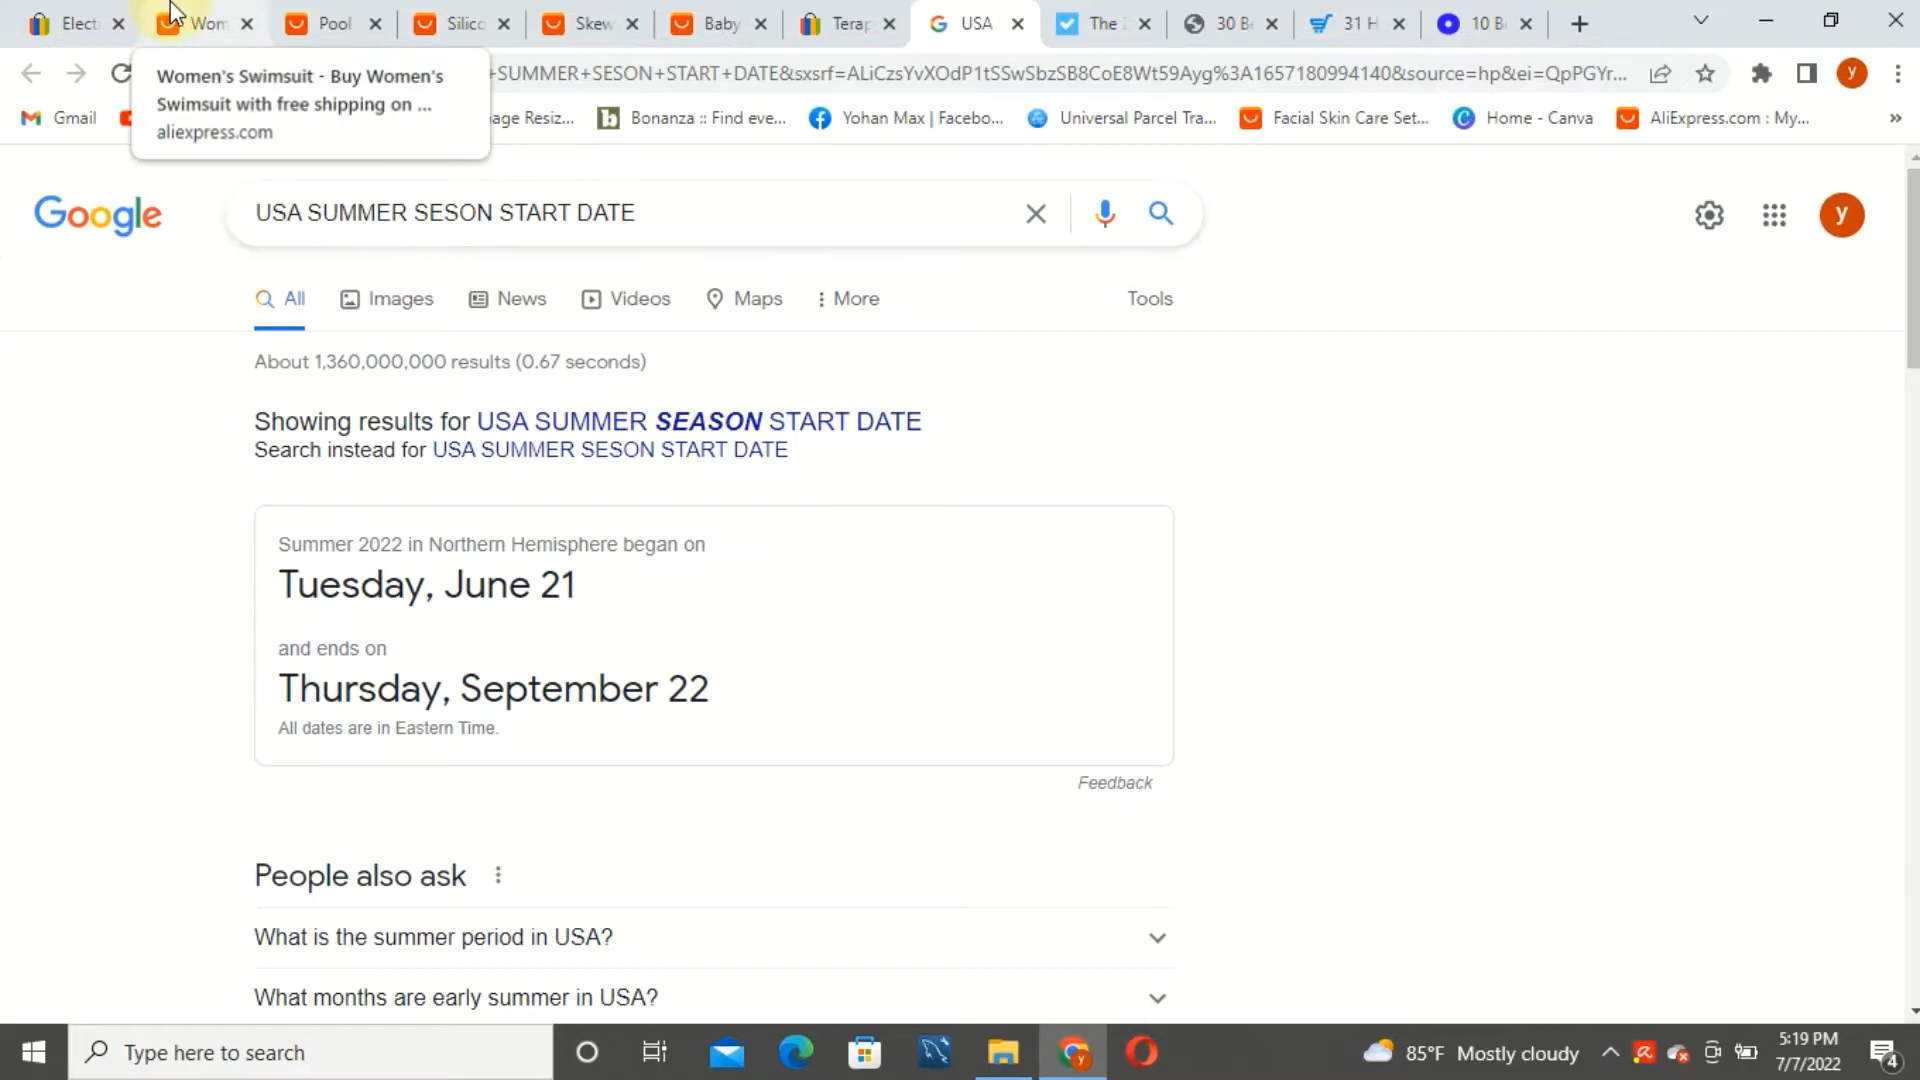 Elect
Wom
Pool
Silico
Skew
Baby
Terap
USA
The
30 Be
31 H
10 B
Women's Swimsuit - Buy Women's
Swimsuit with free shipping on ...
aliexpress.com
+SUMMER+SESON+START+DATE&sxsrf=ALiCzsYvXOdP1tSSwSbzSB8CoE8Wt59Ayg%3A1657180994140&source=hp&ei=QpPGYr...
y
Gmail
age Resiz...
Bonanza :: Find eve...
Yohan Max | Facebo...
Universal Parcel Tra...
Facial Skin Care Set...
Home - Canva
AliExpress.com : My...
»
Google
USA SUMMER SESON START DATE
y
All
Images
News
Videos
Maps
More
Tools
About 1,360,000,000 results (0.67 seconds)
Showing results for USA SUMMER SEASON START DATE
Search instead for USA SUMMER SESON START DATE
Summer 2022 in Northern Hemisphere began on
Tuesday, June 21
and ends on
Thursday, September 22
All dates are in Eastern Time.
Feedback
People also ask
What is the summer period in USA?
What months are early summer in USA?
Type here to search
85°F Mostly cloudy
5:19 PM
7/7/2022
4